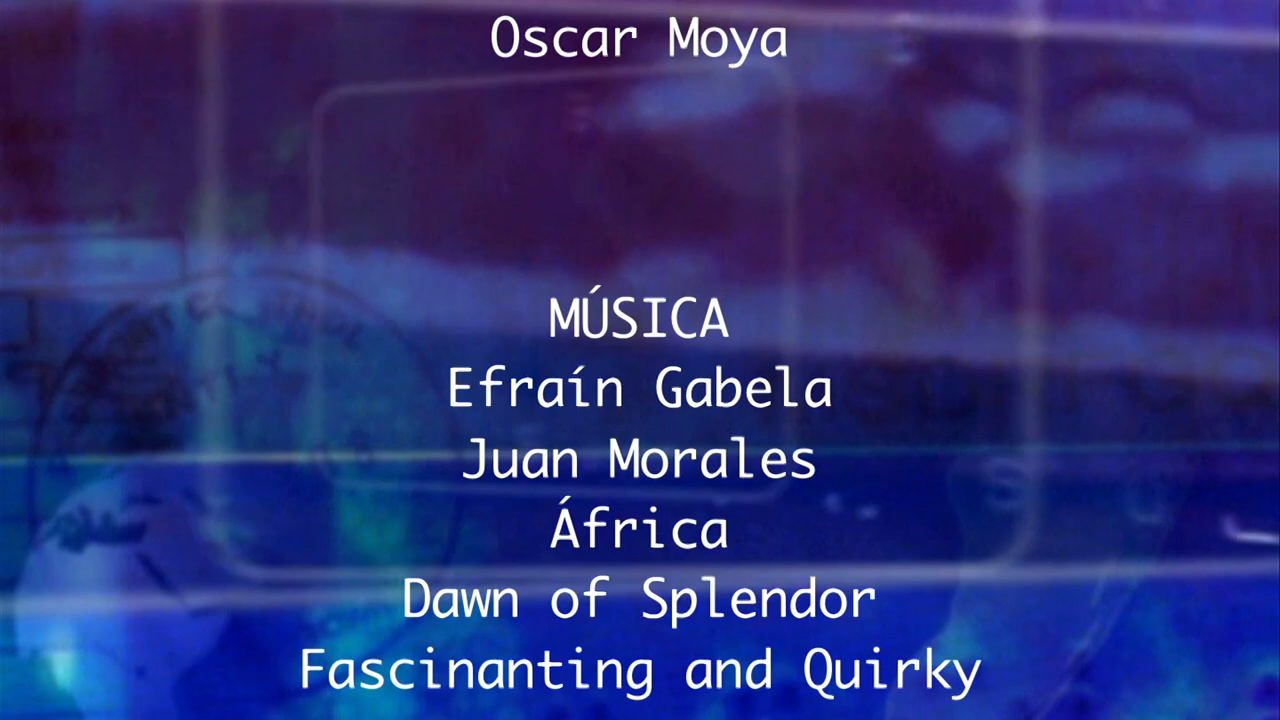 Oscar Moya
MÚSICA
Efraín Gabela
Juan Morales
África
Dawn of Splendor
Fascinanting and Quirky